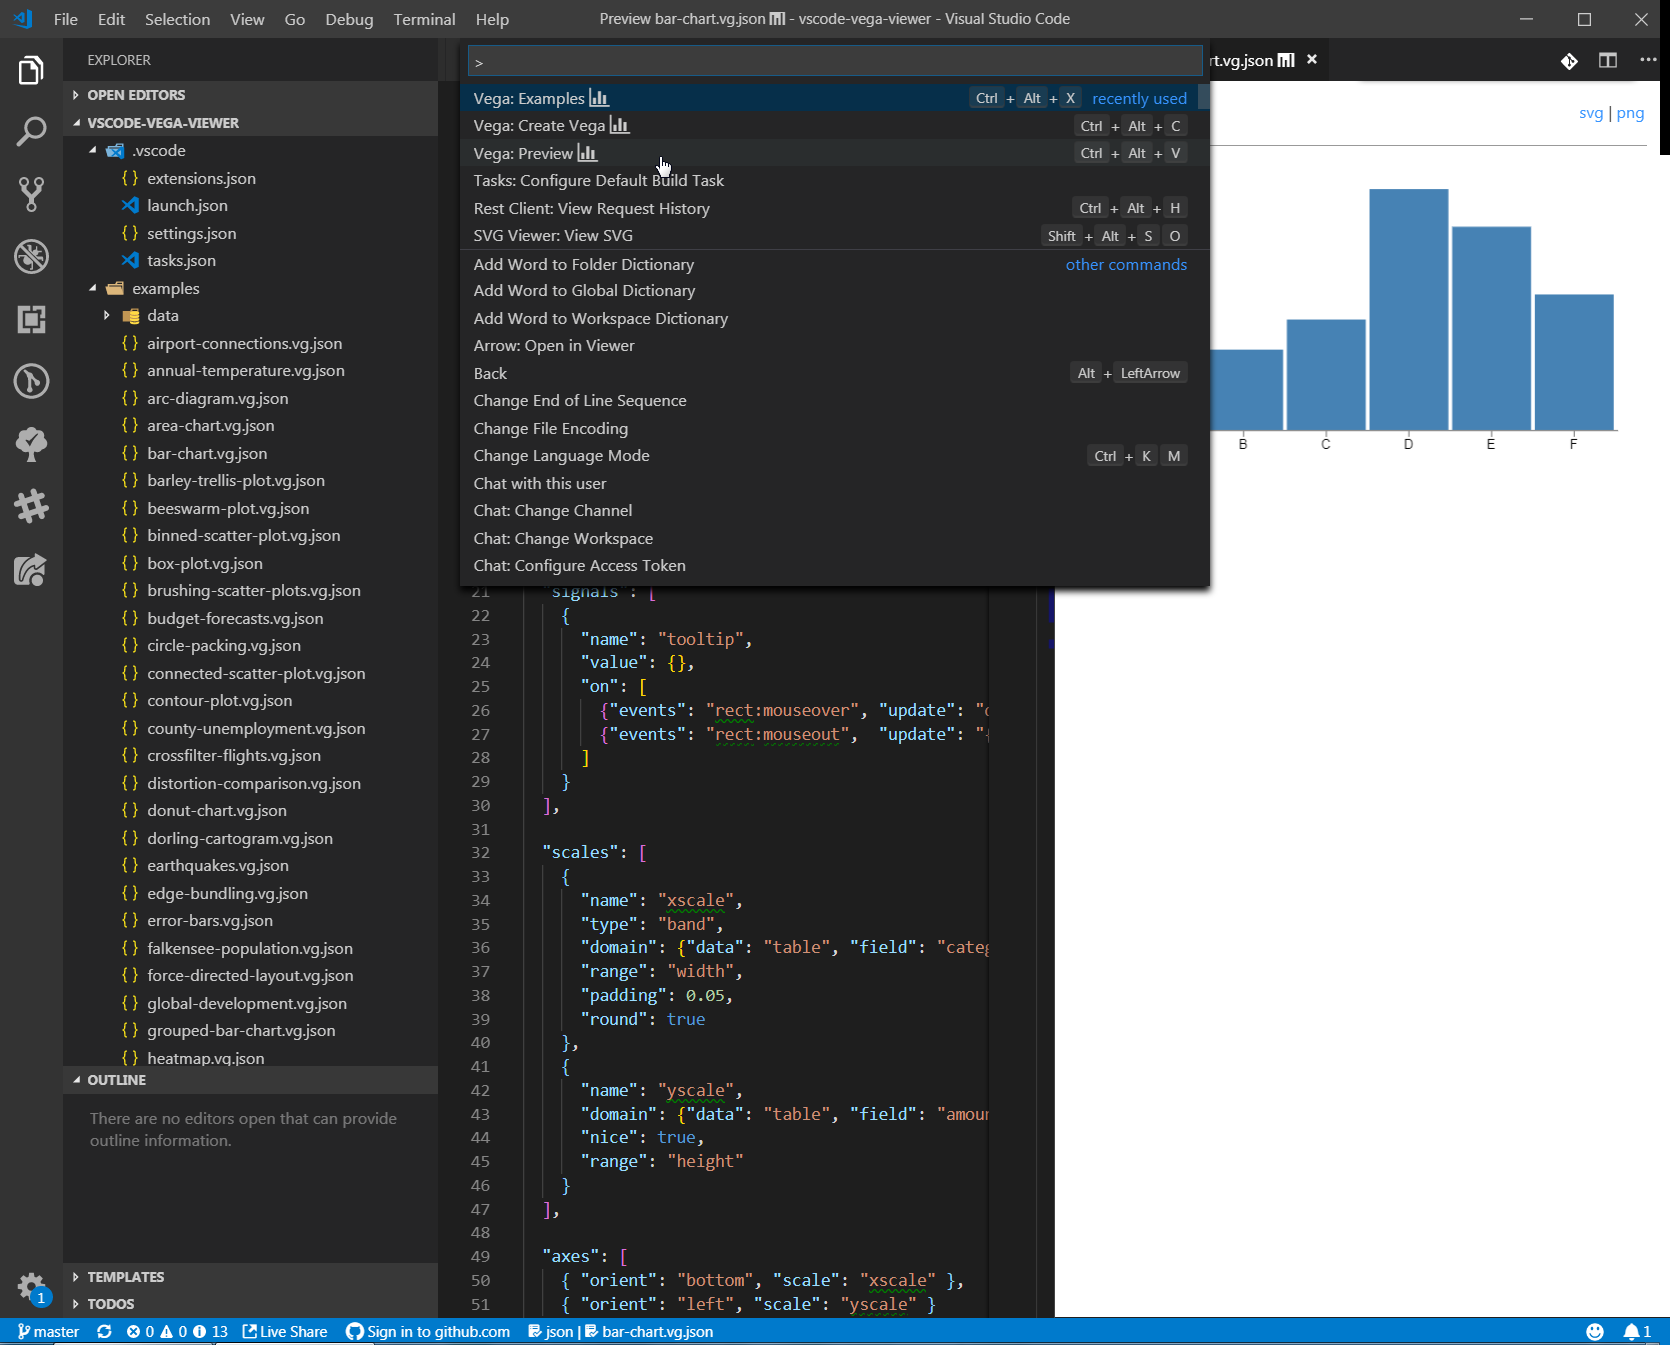 File Edit Selection View Go Debug Terminal Help
Preview bar-chart.vg.json - vscode-vega-viewer - Visual Studio Code
EXPLORER
OPEN EDITORS
VSCODE-VEGA-VIEWER
.vscode
{ } extensions.json
launch.json
{ } settings.json
tasks.json
examples
data
{ } airport-connections.vg.json
{ } annual-temperature.vg.json
{ } arc-diagram.vg.json
{ } area-chart.vg.json
{ } bar-chart.vg.json
{ } barley-trellis-plot.vg.json
{ } beeswarm-plot.vg.json
{ } binned-scatter-plot.vg.json
{ } box-plot.vg.json
{ } brushing-scatter-plots.vg.json
{ } budget-forecasts.vg.json
{ } circle-packing.vg.json
{ } connected-scatter-plot.vg.json
{ } contour-plot.vg.json
{ } county-unemployment.vg.json
{ } crossfilter-flights.vg.json
{ } distortion-comparison.vg.json
{ } donut-chart.vg.json
{ } dorling-cartogram.vg.json
{ } earthquakes.vg.json
{ } edge-bundling.vg.json
{ } error-bars.vg.json
{ } falkensee-population.vg.json
{ } force-directed-layout.vg.json
{ } global-development.vg.json
{ } grouped-bar-chart.vg.json
{ } heatmap.vg.json
OUTLINE
There are no editors open that can provide
outline information.
TEMPLATES
TODOS
1
>
Vega: Examples Ctrl + Alt + X recently used
Vega: Create Vega Ctrl + Alt + C
Vega: Preview Ctrl + Alt + V
Tasks: Configure Default Build Task
Rest Client: View Request History Ctrl + Alt + H
SVG Viewer: View SVG Shift + Alt + S O
Add Word to Folder Dictionary other commands
Add Word to Global Dictionary
Add Word to Workspace Dictionary
Arrow: Open in Viewer
Back Alt + LeftArrow
Change End of Line Sequence
Change File Encoding
Change Language Mode Ctrl + K M
Chat with this user
Chat: Change Channel
Chat: Change Workspace
Chat: Configure Access Token
21 "signals": [
22 {
23 "name": "tooltip",
24 "value": {},
25 "on": [
26 {"events": "rect:mouseover", "update": "
27 {"events": "rect:mouseout", "update": "{
28 ]
29 }
30 ],
31
32 "scales": [
33 {
34 "name": "xscale",
35 "type": "band",
36 "domain": {"data": "table", "field": "categ
37 "range": "width",
38 "padding": 0.05,
39 "round": true
40 },
41 {
42 "name": "yscale",
43 "domain": {"data": "table", "field": "amour
44 "nice": true,
45 "range": "height"
46 }
47 ],
48
49 "axes": [
50 { "orient": "bottom", "scale": "xscale" },
51 { "orient": "left", "scale": "yscale" }
rt.vg.json
svg | png
B C D E F
master 0 0 13 Live Share Sign in to github.com json | bar-chart.vg.json 1